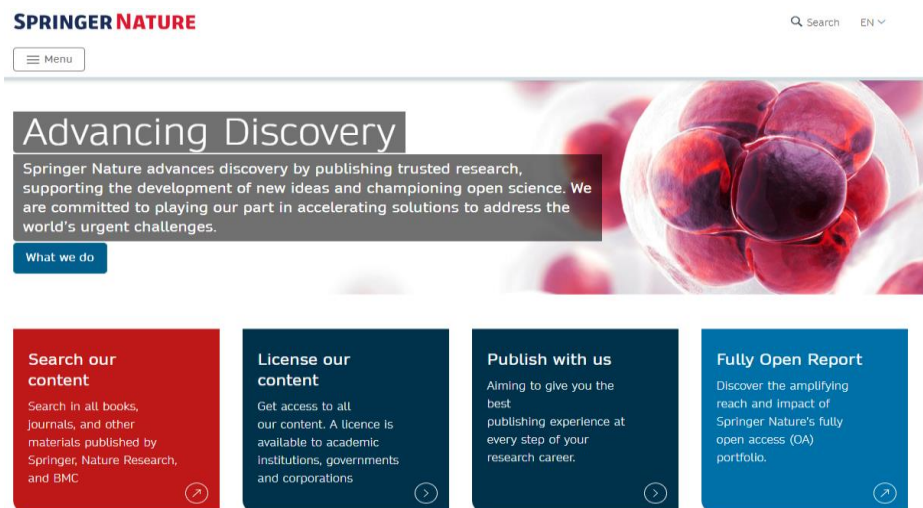 SPRINGER NATURE
Search EN
Menu
Advancing Discovery
Springer Nature advances discovery by publishing trusted research,
supporting the development of new ideas and championing open science. We
are committed to playing our part in accelerating solutions to address the
world's urgent challenges.
What we do
Search our
content
Search in all books,
journals, and other
materials published by
Springer, Nature Research,
and BMC
License our
content
Get access to all
our content. A licence is
available to academic
institutions, governments
and corporations
Publish with us
Aiming to give you the
best
publishing experience at
every step of your
research career.
Fully Open Report
Discover the amplifying
reach and impact of
Springer Nature's fully
open access (OA)
portfolio.